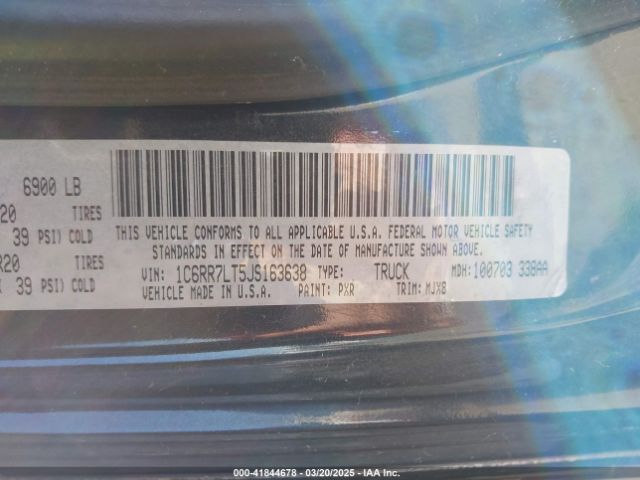 6900 LB
20 TIRES
39 PSI) COLD
R20 TIRES
39 PSI) COLD
THIS VEHICLE CONFORMS TO ALL APPLICABLE U.S.A. FEDERAL MOTOR VEHICLE SAFETY
STANDARDS IN EFFECT ON THE DATE OF MANUFACTURE SHOWN ABOVE.
VIN: 1C6RR7LT5JS163638 TYPE: TRUCK MDH: 100703 338AA
VEHICLE MADE IN U.S.A. PAINT: PXR TRIM: MJX8
000-41844678 - 03/20/2025 - IAA Inc.